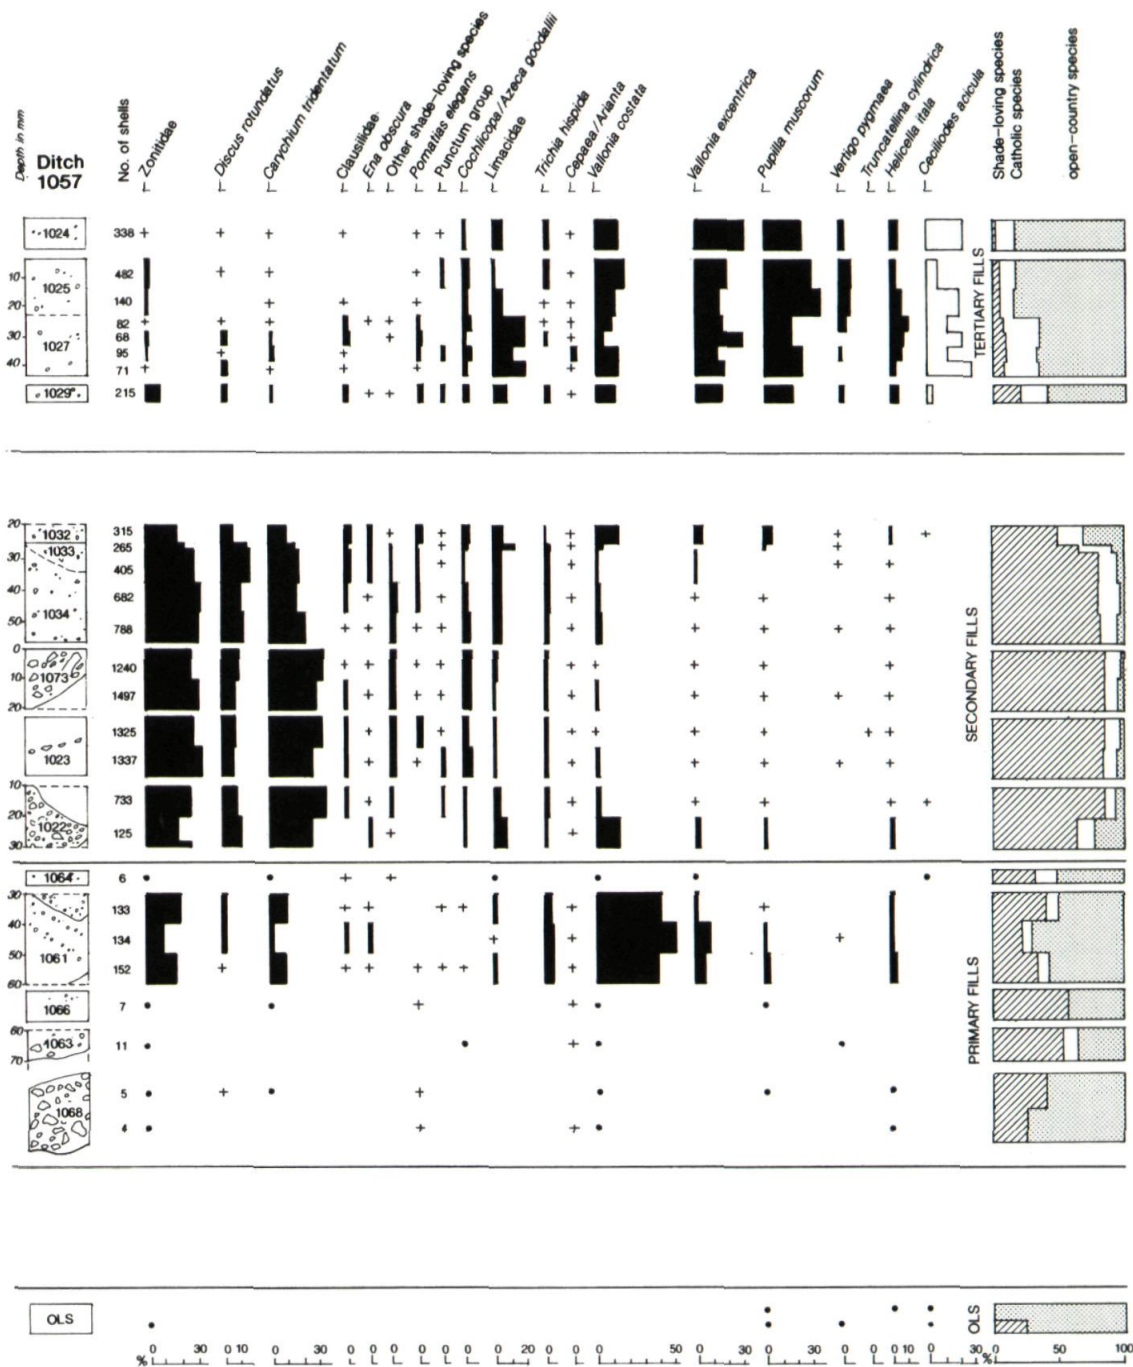 Depth in mm
Ditch
1057
No. of shells
Zonitidae
Discus rotundatus
Carychium tridentatum
Clausilidae
Ena obscura
Other shade-loving species
Pomatias elegans
Punctum group
Cochlicopa/Azeca goodallii
Limacidae
Trichia hispida
Cepaea/Arianta
Vallonia costata
Vallonia excentrica
Pupilla muscorum
Vertigo pygmaea
Truncatellina cylindrica
Helicella itala
Ceciliodes acicula
Shade-loving species
Catholic species
open-country species
1024 338 + + + + + + +
10 1025 482 + + +
20 140 + + + + +
30 82 + + + + + + +
1027 68 + +
95 + +
40 71 + + + + +
1029 215 + + +
TERTIARY FILLS
20 1032 315 + + + + +
30 1033 265 + + +
405 + + + +
40 682 + + + + + +
1034
50 788 + + + + + + + + +
0 1240 + + + + + + + + +
10 1073 1497 + + + + + + + +
20
1325 + + + + + + + +
1023 1337 + + + + + + +
10 733 + + + + +
20 1022
30 125 + +
SECONDARY FILLS
1064 6 + +
30 133 + + + + + +
40 134 + + +
50 1061
60 152 + + + + + + +
1066 7 + +
60 1063 11 +
70
5 + +
1068
4 + +
PRIMARY FILLS
OLS
OLS
% 0 30 0 10 0 30 0 0 0 0 0 0 0 20 0 0 0 50 0 30 0 20 0 0 0 10 0 30 % 0 50 100